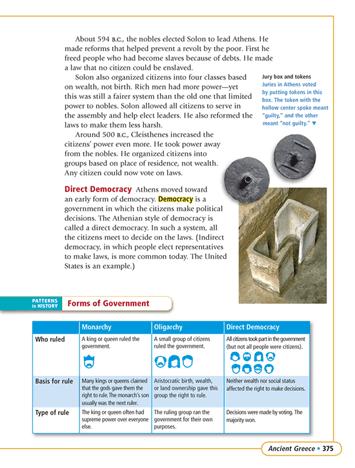 About 594 B.C., the nobles elected Solon to lead Athens. He
made reforms that helped prevent a revolt by the poor. First he
freed people who had become slaves because of debts. He made
a law that no citizen could be enslaved.
Solon also organized citizens into four classes based
on wealth, not birth. Rich men had more power—yet
this was still a fairer system than the old one that limited
power to nobles. Solon allowed all citizens to serve in
the assembly and help elect leaders. He also reformed the
laws to make them less harsh.
Around 500 B.C., Cleisthenes increased the
citizens' power even more. He took away power
from the nobles. He organized citizens into
groups based on place of residence, not wealth.
Any citizen could now vote on laws.
Direct Democracy Athens moved toward
an early form of democracy. Democracy is a
government in which the citizens make political
decisions. The Athenian style of democracy is
called a direct democracy. In such a system, all
the citizens meet to decide on the laws. (Indirect
democracy, in which people elect representatives
to make laws, is more common today. The United
States is an example.)
Jury box and tokens
Juries in Athens voted
by putting tokens in this
box. The token with the
hollow center spoke meant
"guilty," and the other
meant "not guilty." ▼
PATTERNS
in HISTORY
Forms of Government
Monarchy Oligarchy Direct Democracy
Who ruled
A king or queen ruled the
government.
A small group of citizens
ruled the government.
All citizens took part in the government
(but not all people were citizens).
Basis for rule
Many kings or queens claimed
that the gods gave them the
right to rule. The monarch's son
usually was the next ruler.
Aristocratic birth, wealth,
or land ownership gave this
group the right to rule.
Neither wealth nor social status
affected the right to make decisions.
Type of rule
The king or queen often had
supreme power over everyone
else.
The ruling group ran the
government for their own
purposes.
Decisions were made by voting. The
majority won.
Ancient Greece • 375